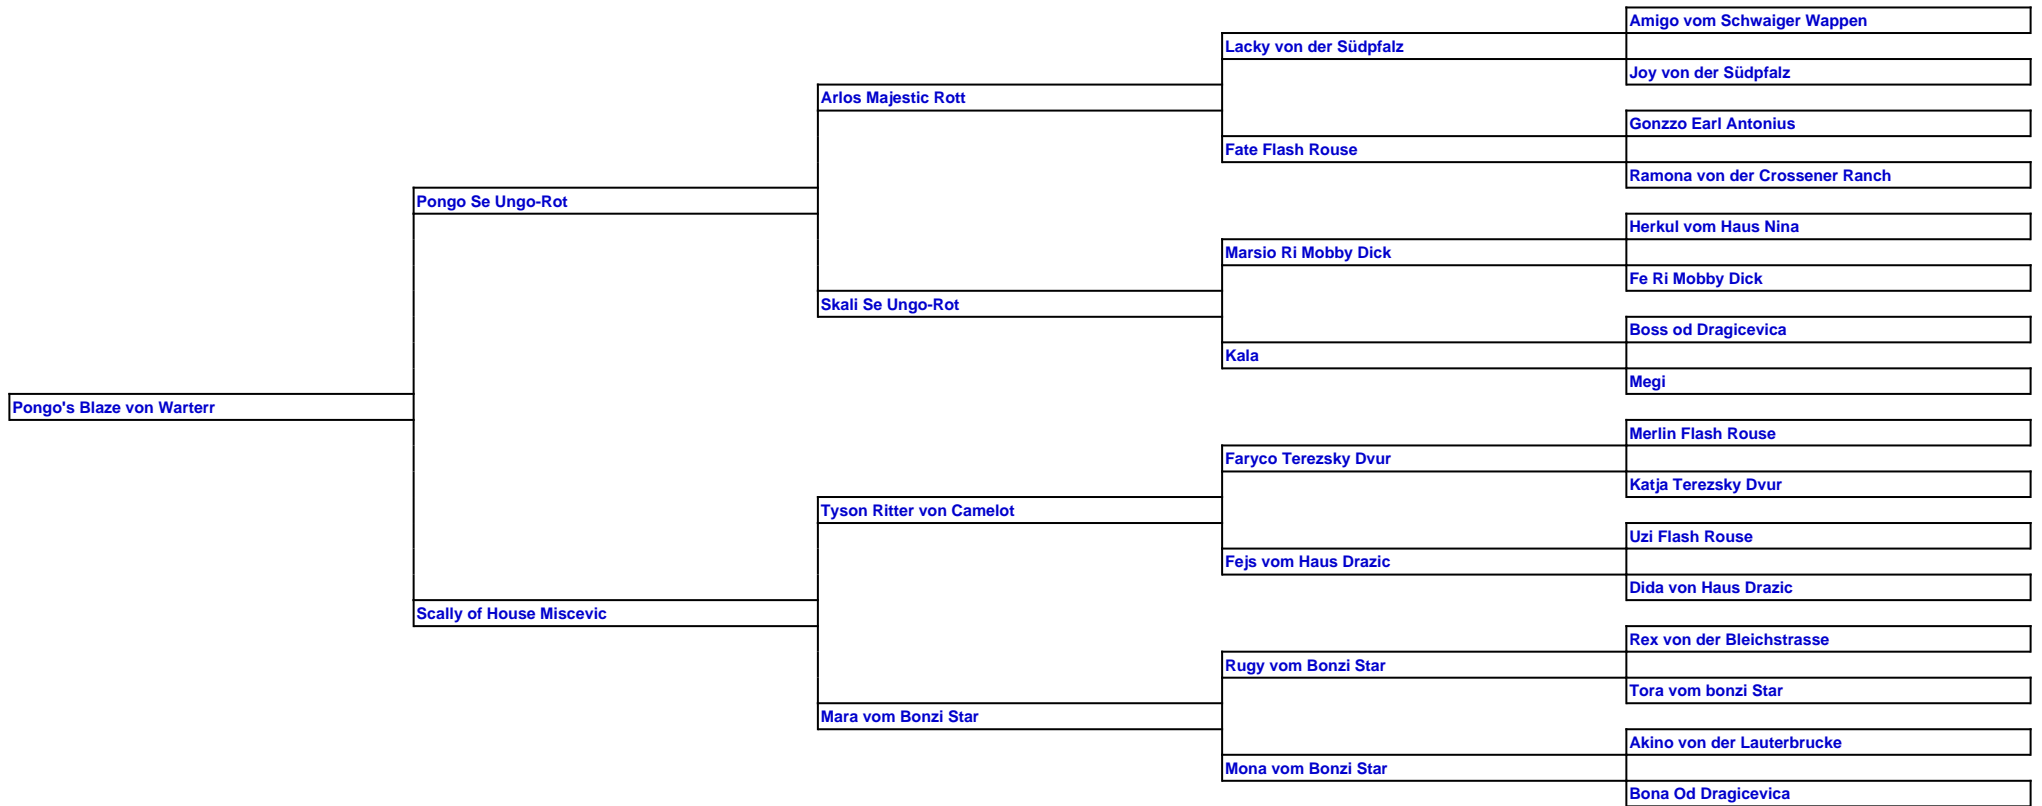 Amigo vom Schwaiger Wappen
Lacky von der Südpfalz
Joy von der Südpfalz
Arlos Majestic Rott
Gonzzo Earl Antonius
Fate Flash Rouse
Ramona von der Crossener Ranch
Pongo Se Ungo-Rot
Herkul vom Haus Nina
Marsio Ri Mobby Dick
Fe Ri Mobby Dick
Skali Se Ungo-Rot
Boss od Dragicevica
Kala
Megi
Pongo's Blaze von Warterr
Merlin Flash Rouse
Faryco Terezsky Dvur
Katja Terezsky Dvur
Tyson Ritter von Camelot
Uzi Flash Rouse
Fejs vom Haus Drazic
Dida von Haus Drazic
Scally of House Miscevic
Rex von der Bleichstrasse
Rugy vom Bonzi Star
Tora vom bonzi Star
Mara vom Bonzi Star
Akino von der Lauterbrucke
Mona vom Bonzi Star
Bona Od Dragicevica